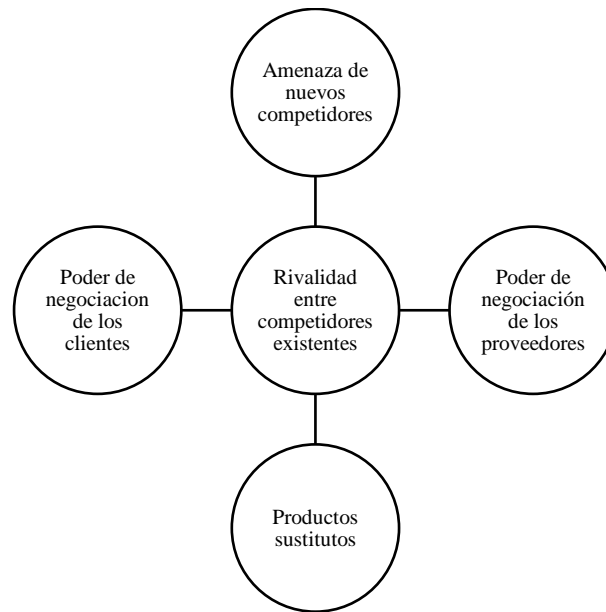 Amenaza de
nuevos
competidores
Poder de
negociacion
de los
clientes
Rivalidad
entre
competidores
existentes
Poder de
negociación
de los
proveedores
Productos
sustitutos